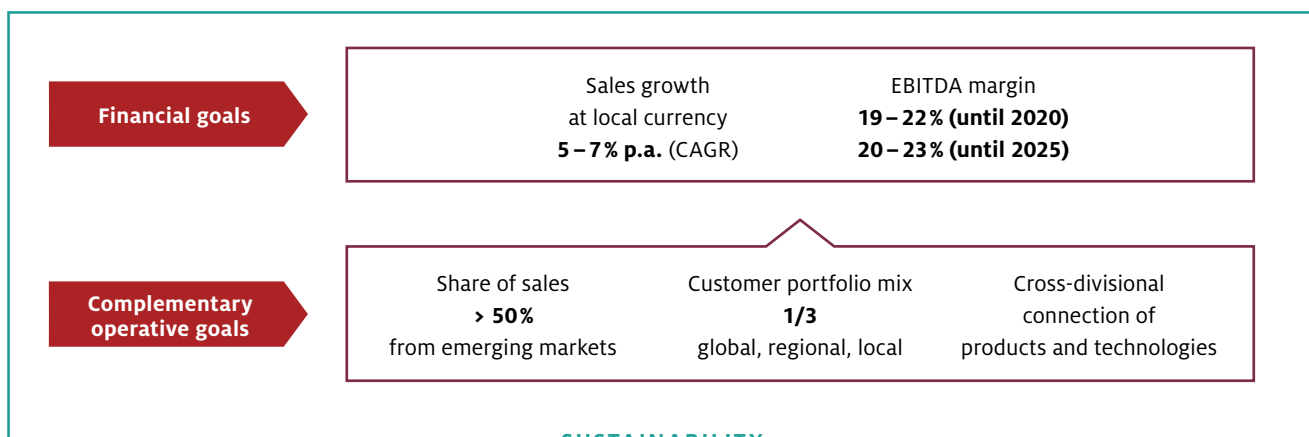 Financial goals
Sales growth
at local currency
5 – 7 % p.a. (CAGR)
EBITDA margin
19 – 22 % (until 2020)
20 – 23 % (until 2025)
Complementary
operative goals
Share of sales
> 50 %
from emerging markets
Customer portfolio mix
1/3
global, regional, local
Cross-divisional
connection of
products and technologies
SUSTAINABILITY